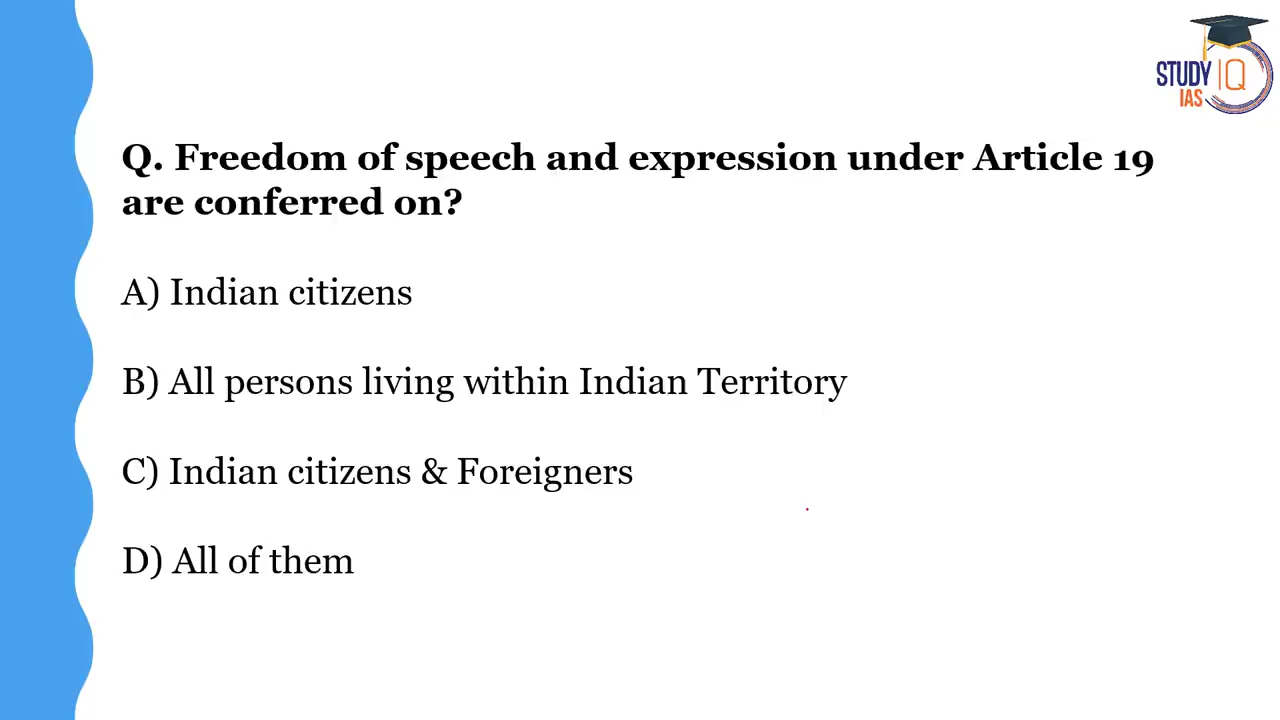 STUDY IQ
IAS
Q. Freedom of speech and expression under Article 19
are conferred on?
A) Indian citizens
B) All persons living within Indian Territory
C) Indian citizens & Foreigners
D) All of them